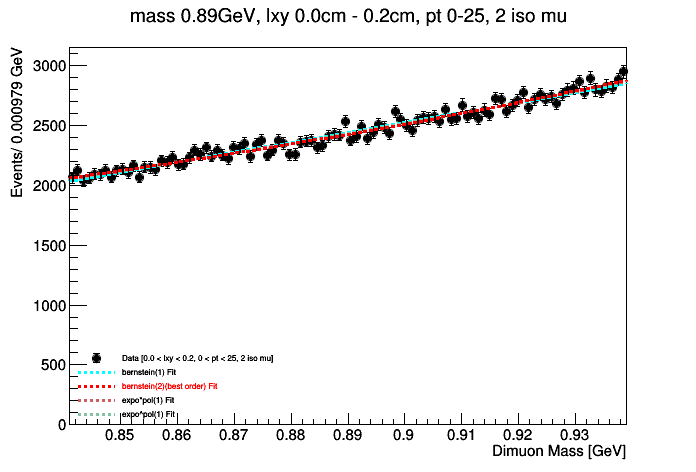 mass 0.89GeV, lxy 0.0cm - 0.2cm, pt 0-25, 2 iso mu
Events/ 0.000979 GeV
3000
2500
2000
1500
1000
500
0
Data [0.0 < lxy < 0.2, 0 < pt < 25, 2 iso mu]
bernstein(1) Fit
bernstein(2)(best order) Fit
expo*pol(1) Fit
expo*pol(1) Fit
0.85 0.86 0.87 0.88 0.89 0.9 0.91 0.92 0.93
Dimuon Mass [GeV]